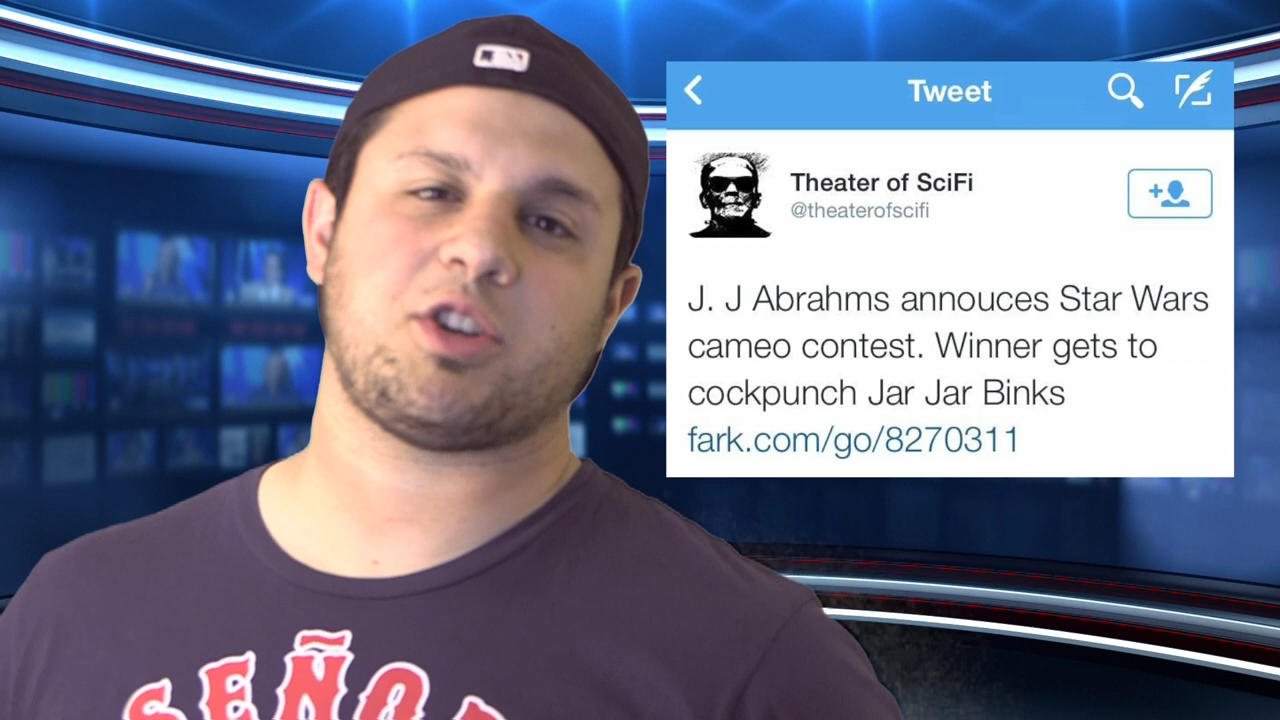 Tweet
Theater of SciFi
@theaterofscifi
J. J Abrahms annouces Star Wars
cameo contest. Winner gets to
cockpunch Jar Jar Binks
fark.com/go/8270311
SEÑOR